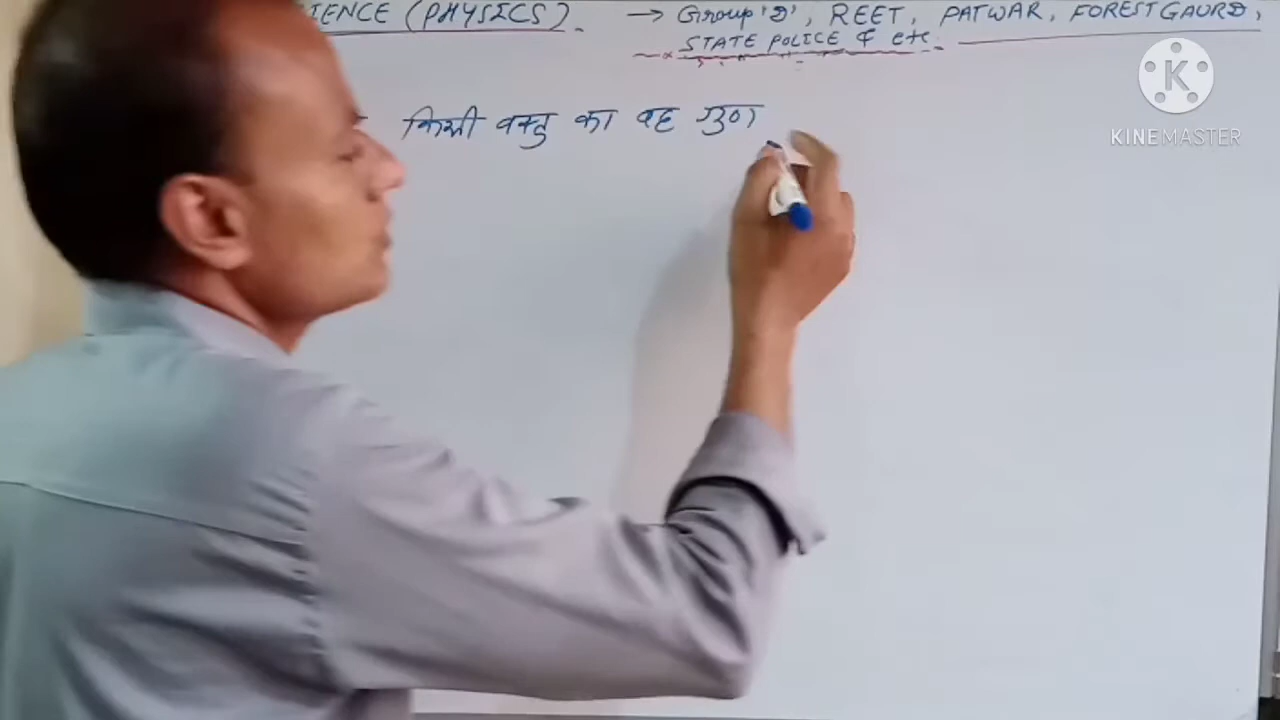 IENCE (PHYSICS). → Group 'D', REET, PATWAR, FOREST GAURD,
STATE POLICE & etc.
किसी वस्तु का वह गुण
K
KINEMASTER